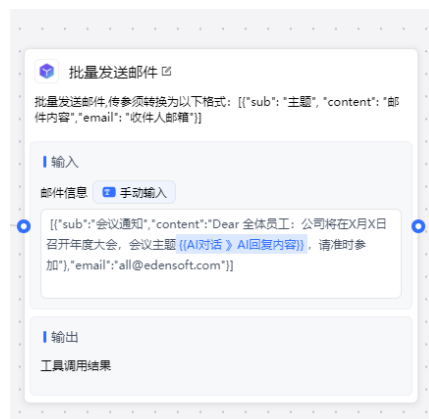 批量发送邮件
批量发送邮件,传参须转换为以下格式：[{"sub": "主题", "content": "邮
件内容","email": "收件人邮箱"}]
输入
邮件信息 手动输入
[{"sub":"会议通知","content":"Dear 全体员工：公司将在X月X日
召开年度大会，会议主题{{AI对话 》AI回复内容}}，请准时参
加"},"email":"all@edensoft.com"}]
输出
工具调用结果